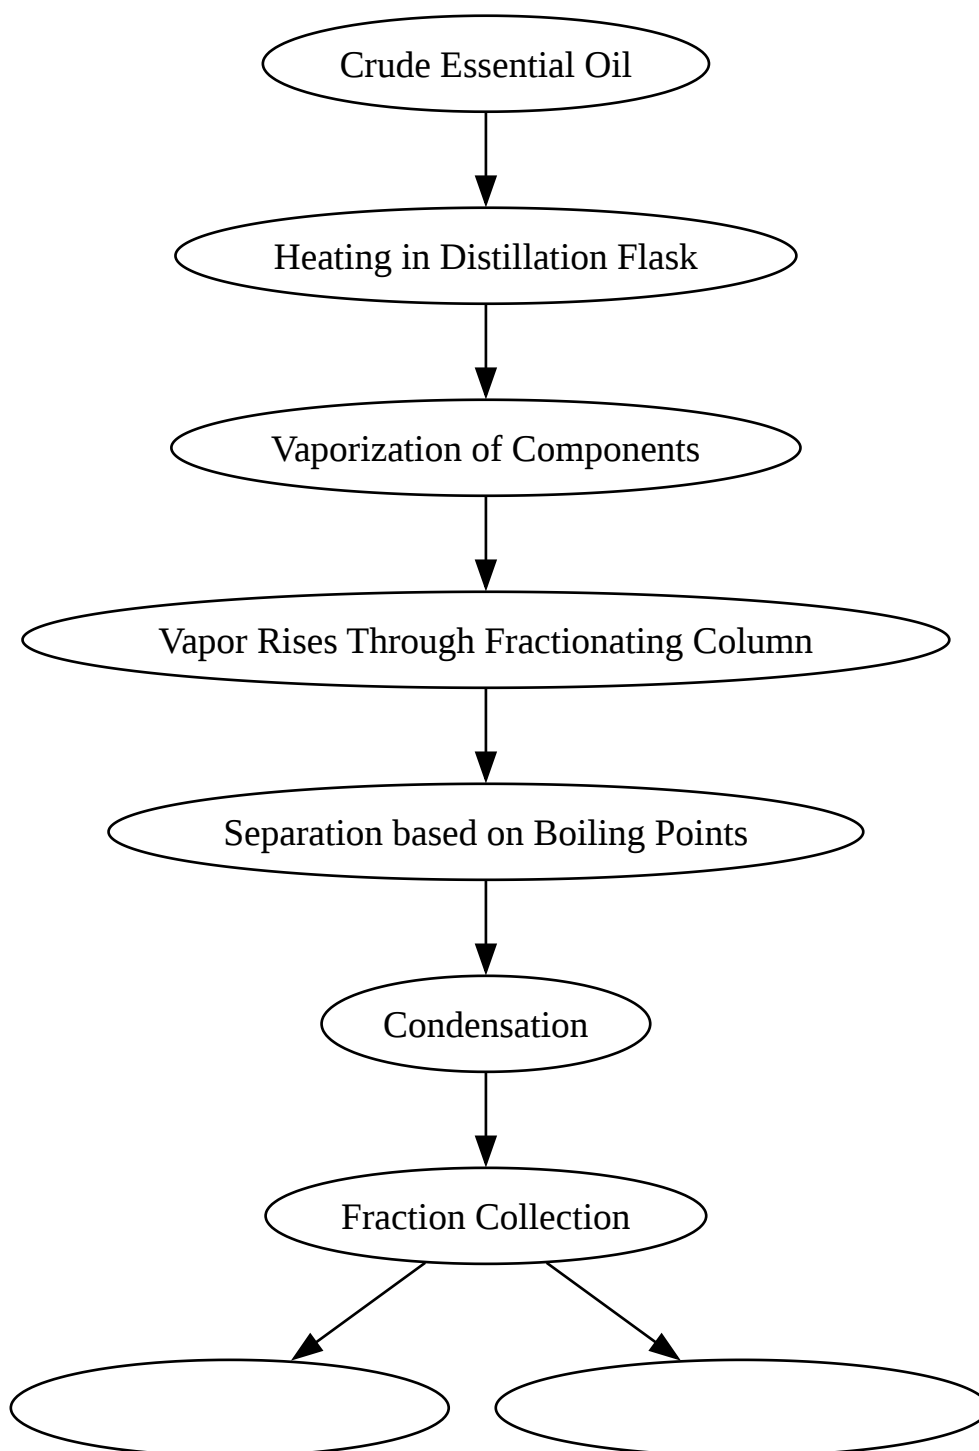 Crude Essential Oil
Heating in Distillation Flask
Vaporization of Components
Vapor Rises Through Fractionating Column
Separation based on Boiling Points
Condensation
Fraction Collection